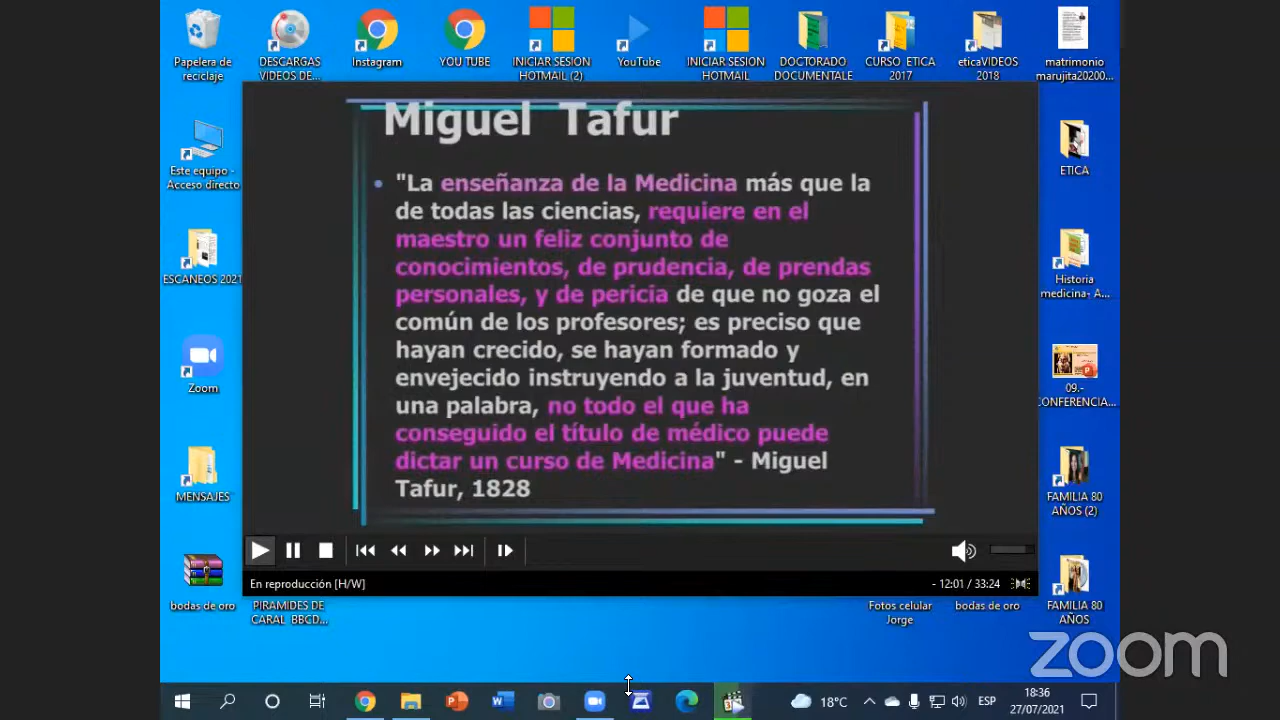 Papelera de
reciclaje
DESCARGAS
VIDEOS DE...
Instagram
YOU TUBE
INICIAR SESION
HOTMAIL (2)
YouTube
INICIAR SESION
HOTMAIL
DOCTORADO
DOCUMENTALE
CURSO ETICA
2017
eticaVIDEOS
2018
matrimonio
marujita20200...
Este equipo -
Acceso directo
ESCANEOS 2021
Zoom
MENSAJES
bodas de oro
Miguel Tafur
• "La enseñanza de la Medicina más que la
de todas las ciencias, requiere en el
maestro un feliz conjunto de
conocimientos, de prudencia, de prendas
personales, y de pericia de que no goza el
común de los profesores; es preciso que
hayan crecido, se hayan formado y
envejecido instruyendo a la juventud, en
una palabra, no todo el que ha
conseguido el título de médico puede
dictar un curso de Medicina" - Miguel
Tafur, 1828
En reproducción [H/W]
- 12:01 / 33:24
ETICA
Historia
medicina- A...
09.-
CONFERENCIA...
FAMILIA 80
AÑOS (2)
PIRAMIDES DE
CARAL BBCD...
Fotos celular
Jorge
bodas de oro
FAMILIA 80
AÑOS
zoom
18°C
ESP
18:36
27/07/2021